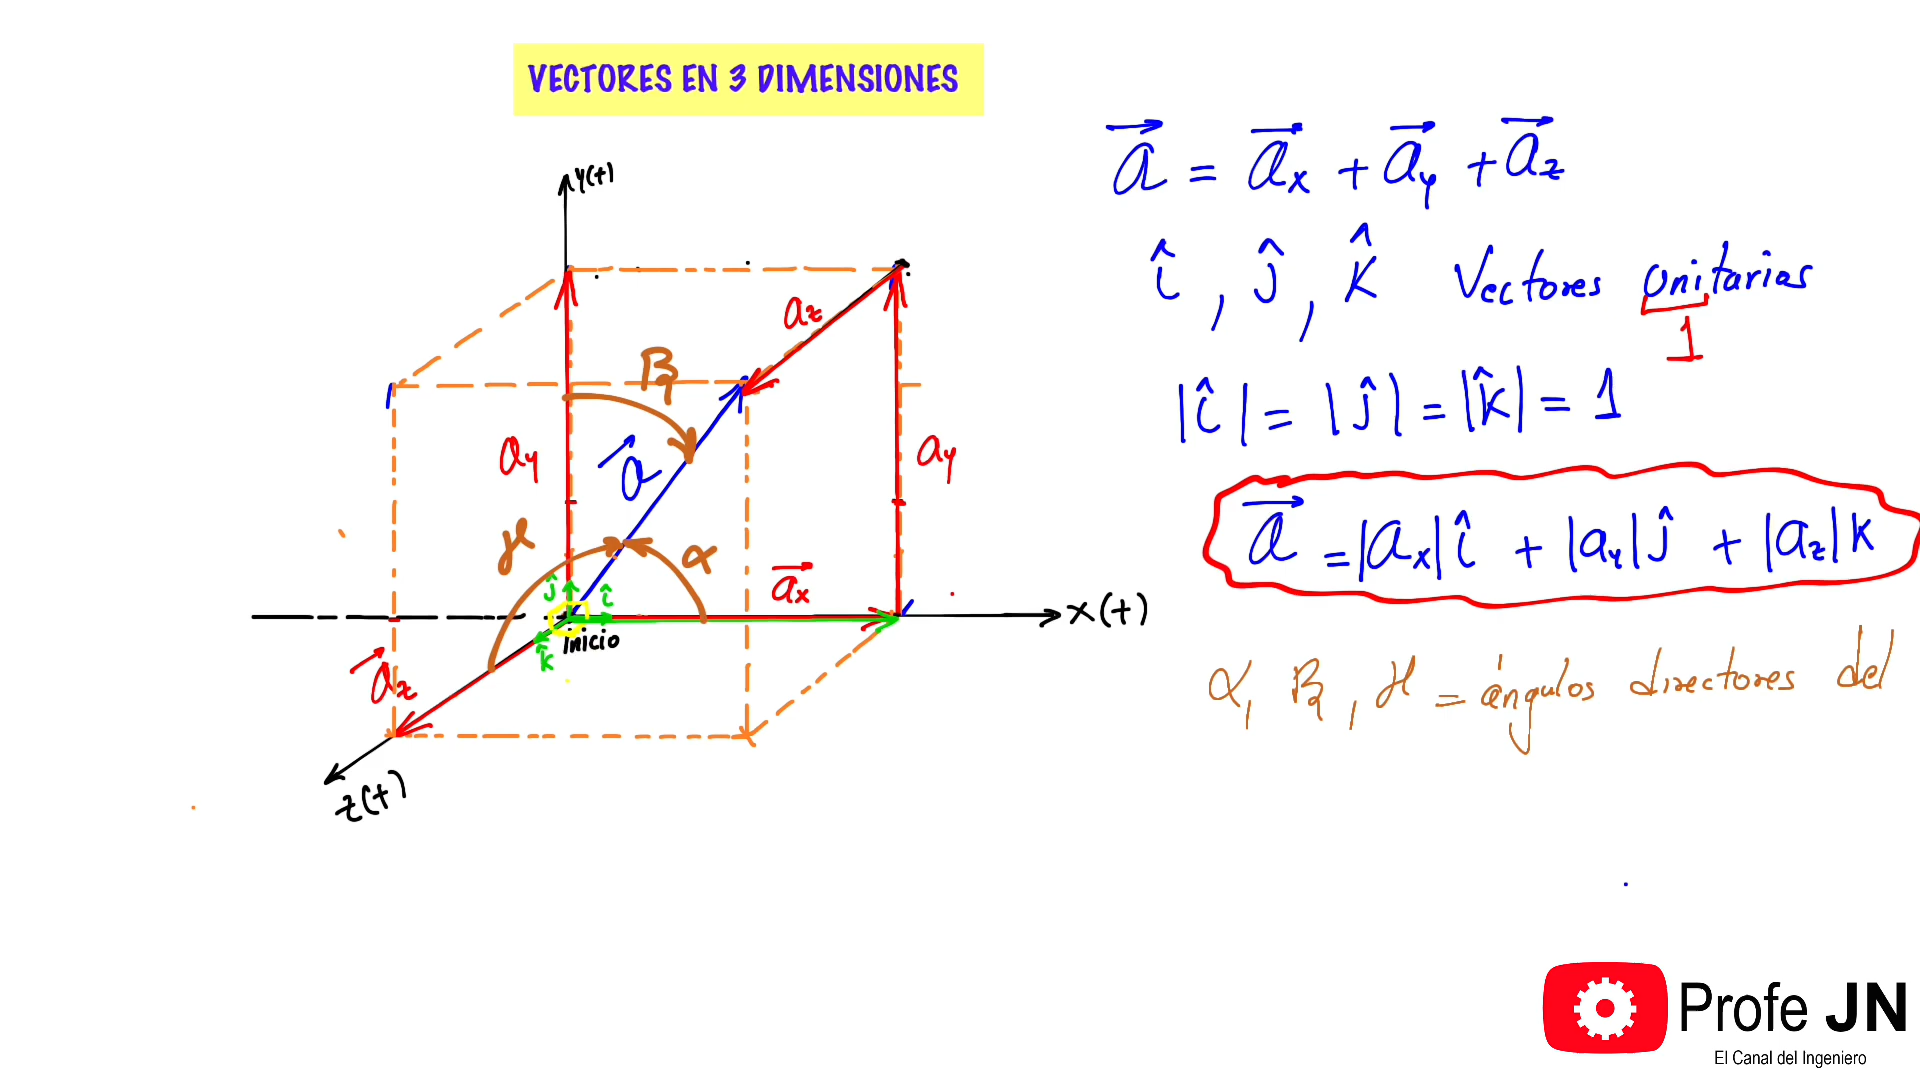 VECTORES EN 3 DIMENSIONES
y(+)
az
β
ay
a
ay
γ
α
ĵ
î
ax
x(+)
inicio
k̂
az
z(+)
a = ax + ay + az
î, ĵ, k̂ Vectores unitarios
1
|î| = |ĵ| = |k̂| = 1
a = |ax|î + |ay|ĵ + |az|k
α, β, γ = ángulos directores del
Profe JN
El Canal del Ingeniero